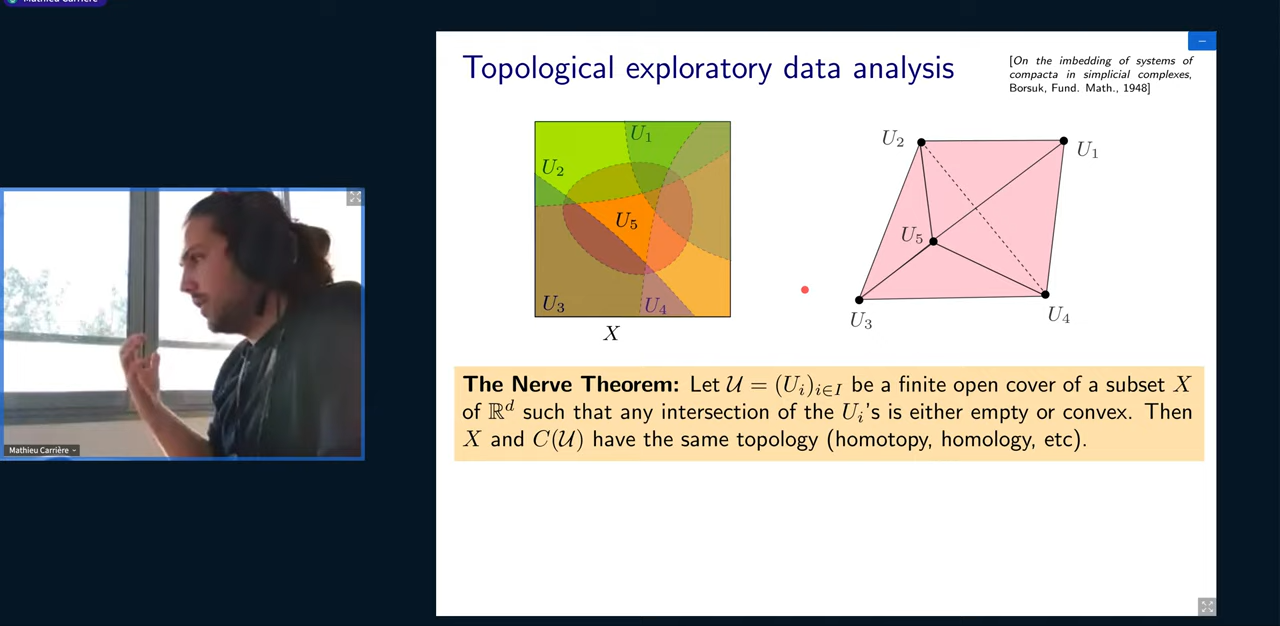 Mathieu Carrière
Topological exploratory data analysis
[On the imbedding of systems of
compacta in simplicial complexes,
Borsuk, Fund. Math., 1948]
U₁
U₂
U₅
U₃
U₄
X
U₂
U₁
U₅
U₃
U₄
The Nerve Theorem: Let 𝒰 = (Uᵢ)ᵢ∈I be a finite open cover of a subset X
of ℝᵈ such that any intersection of the Uᵢ's is either empty or convex. Then
X and C(𝒰) have the same topology (homotopy, homology, etc).
Mathieu Carrière